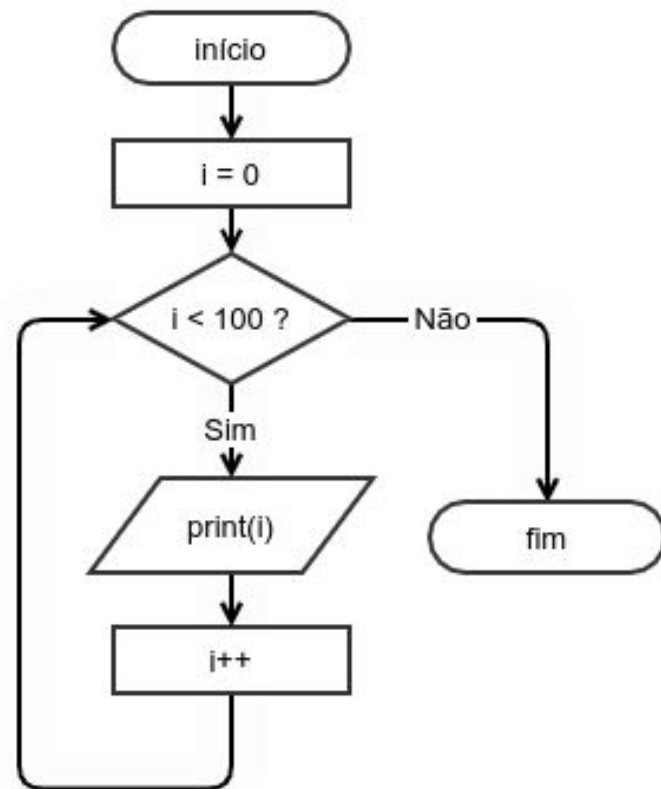 início
i = 0
i < 100 ?
Não
Sim
print(i)
fim
i++